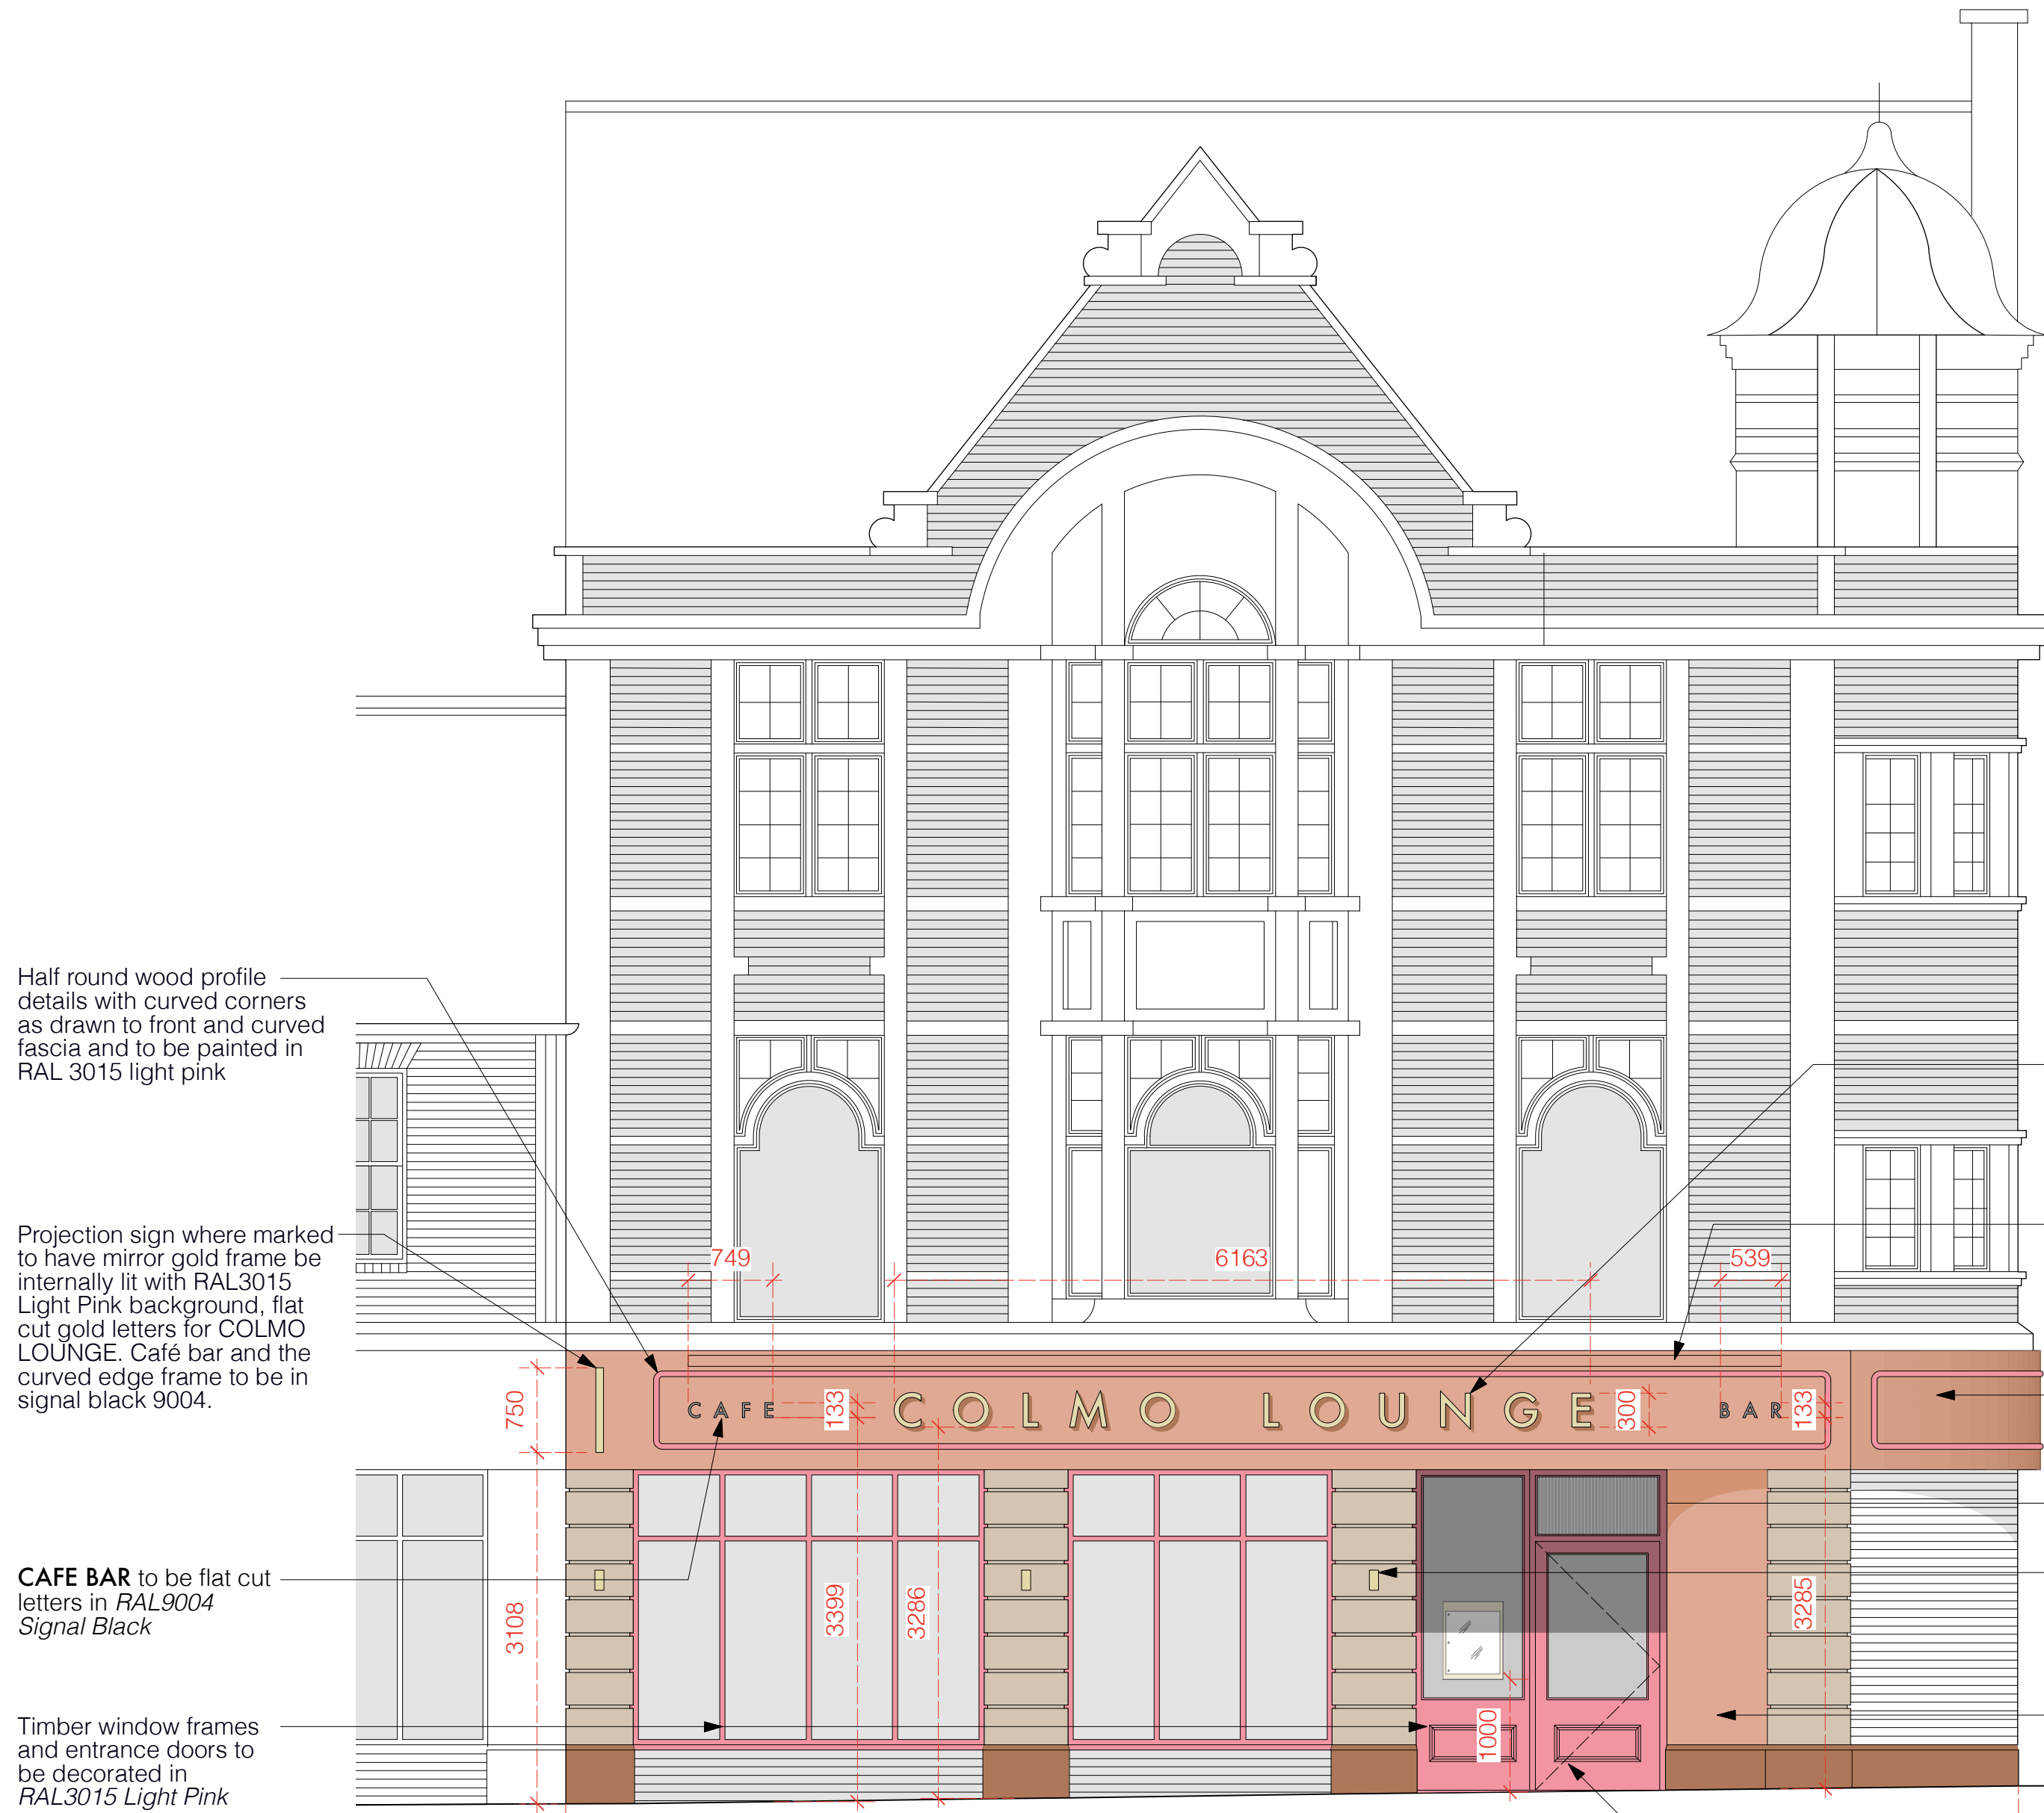 Half round wood profile
details with curved corners
as drawn to front and curved
fascia and to be painted in
RAL 3015 light pink
Projection sign where marked
to have mirror gold frame be
internally lit with RAL3015
Light Pink background, flat
cut gold letters for COLMO
LOUNGE. Café bar and the
curved edge frame to be in
signal black 9004.
CAFE BAR to be flat cut
letters in RAL9004
Signal Black
Timber window frames
and entrance doors to
be decorated in
RAL3015 Light Pink
749
6163
539
750
CAFE
133
COLMO LOUNGE
300
BAR
133
3108
3399
3286
3285
1000